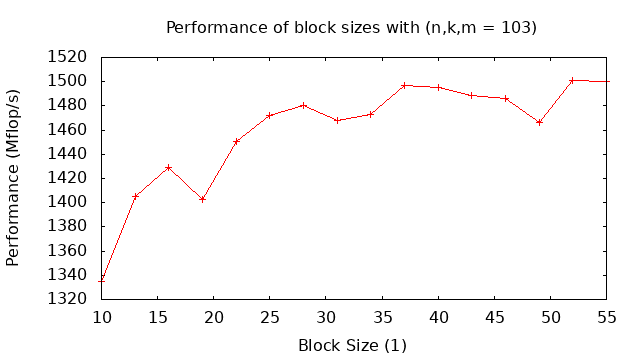 Performance of block sizes with (n,k,m = 103)
1520
1500
1480
1460
1440
1420
1400
1380
1360
1340
1320
Performance (Mflop/s)
10 15 20 25 30 35 40 45 50 55
Block Size (1)